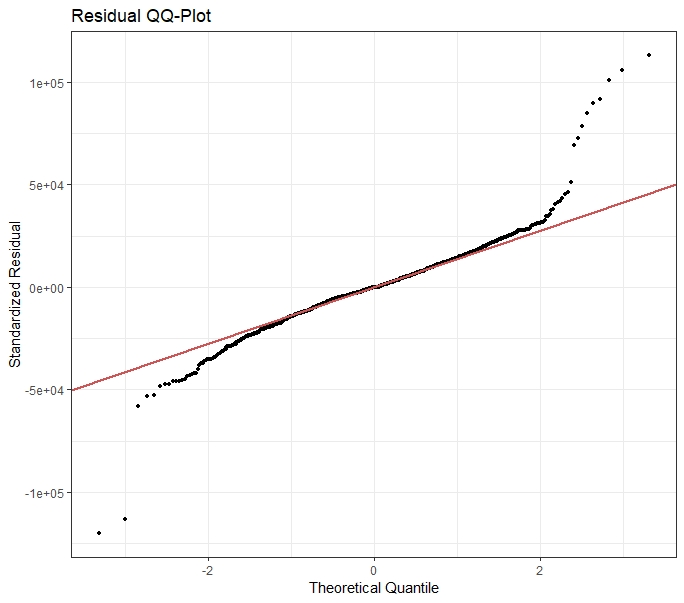 Residual QQ-Plot
1e+05
5e+04
0e+00
-5e+04
-1e+05
Standardized Residual
-2
0
2
Theoretical Quantile